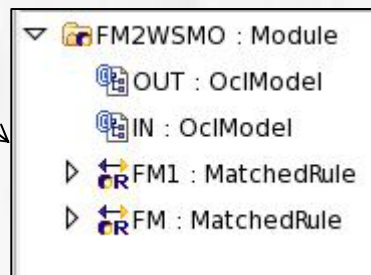 FM2WSMO : Module
OUT : OclModel
IN : OclModel
FM1 : MatchedRule
FM : MatchedRule